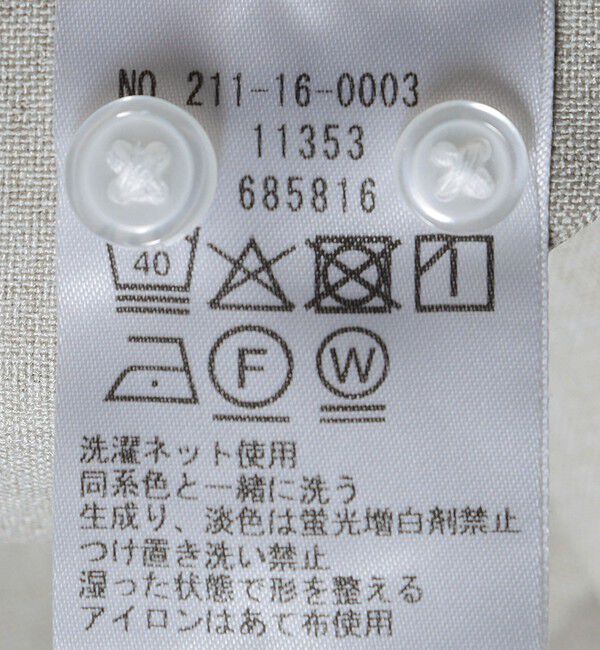 NO. 211-16-0003
11353
685816
40
F W
洗濯ネット使用
同系色と一緒に洗う
生成り、淡色は蛍光増白剤禁止
つけ置き洗い禁止
湿った状態で形を整える
アイロンはあて布使用